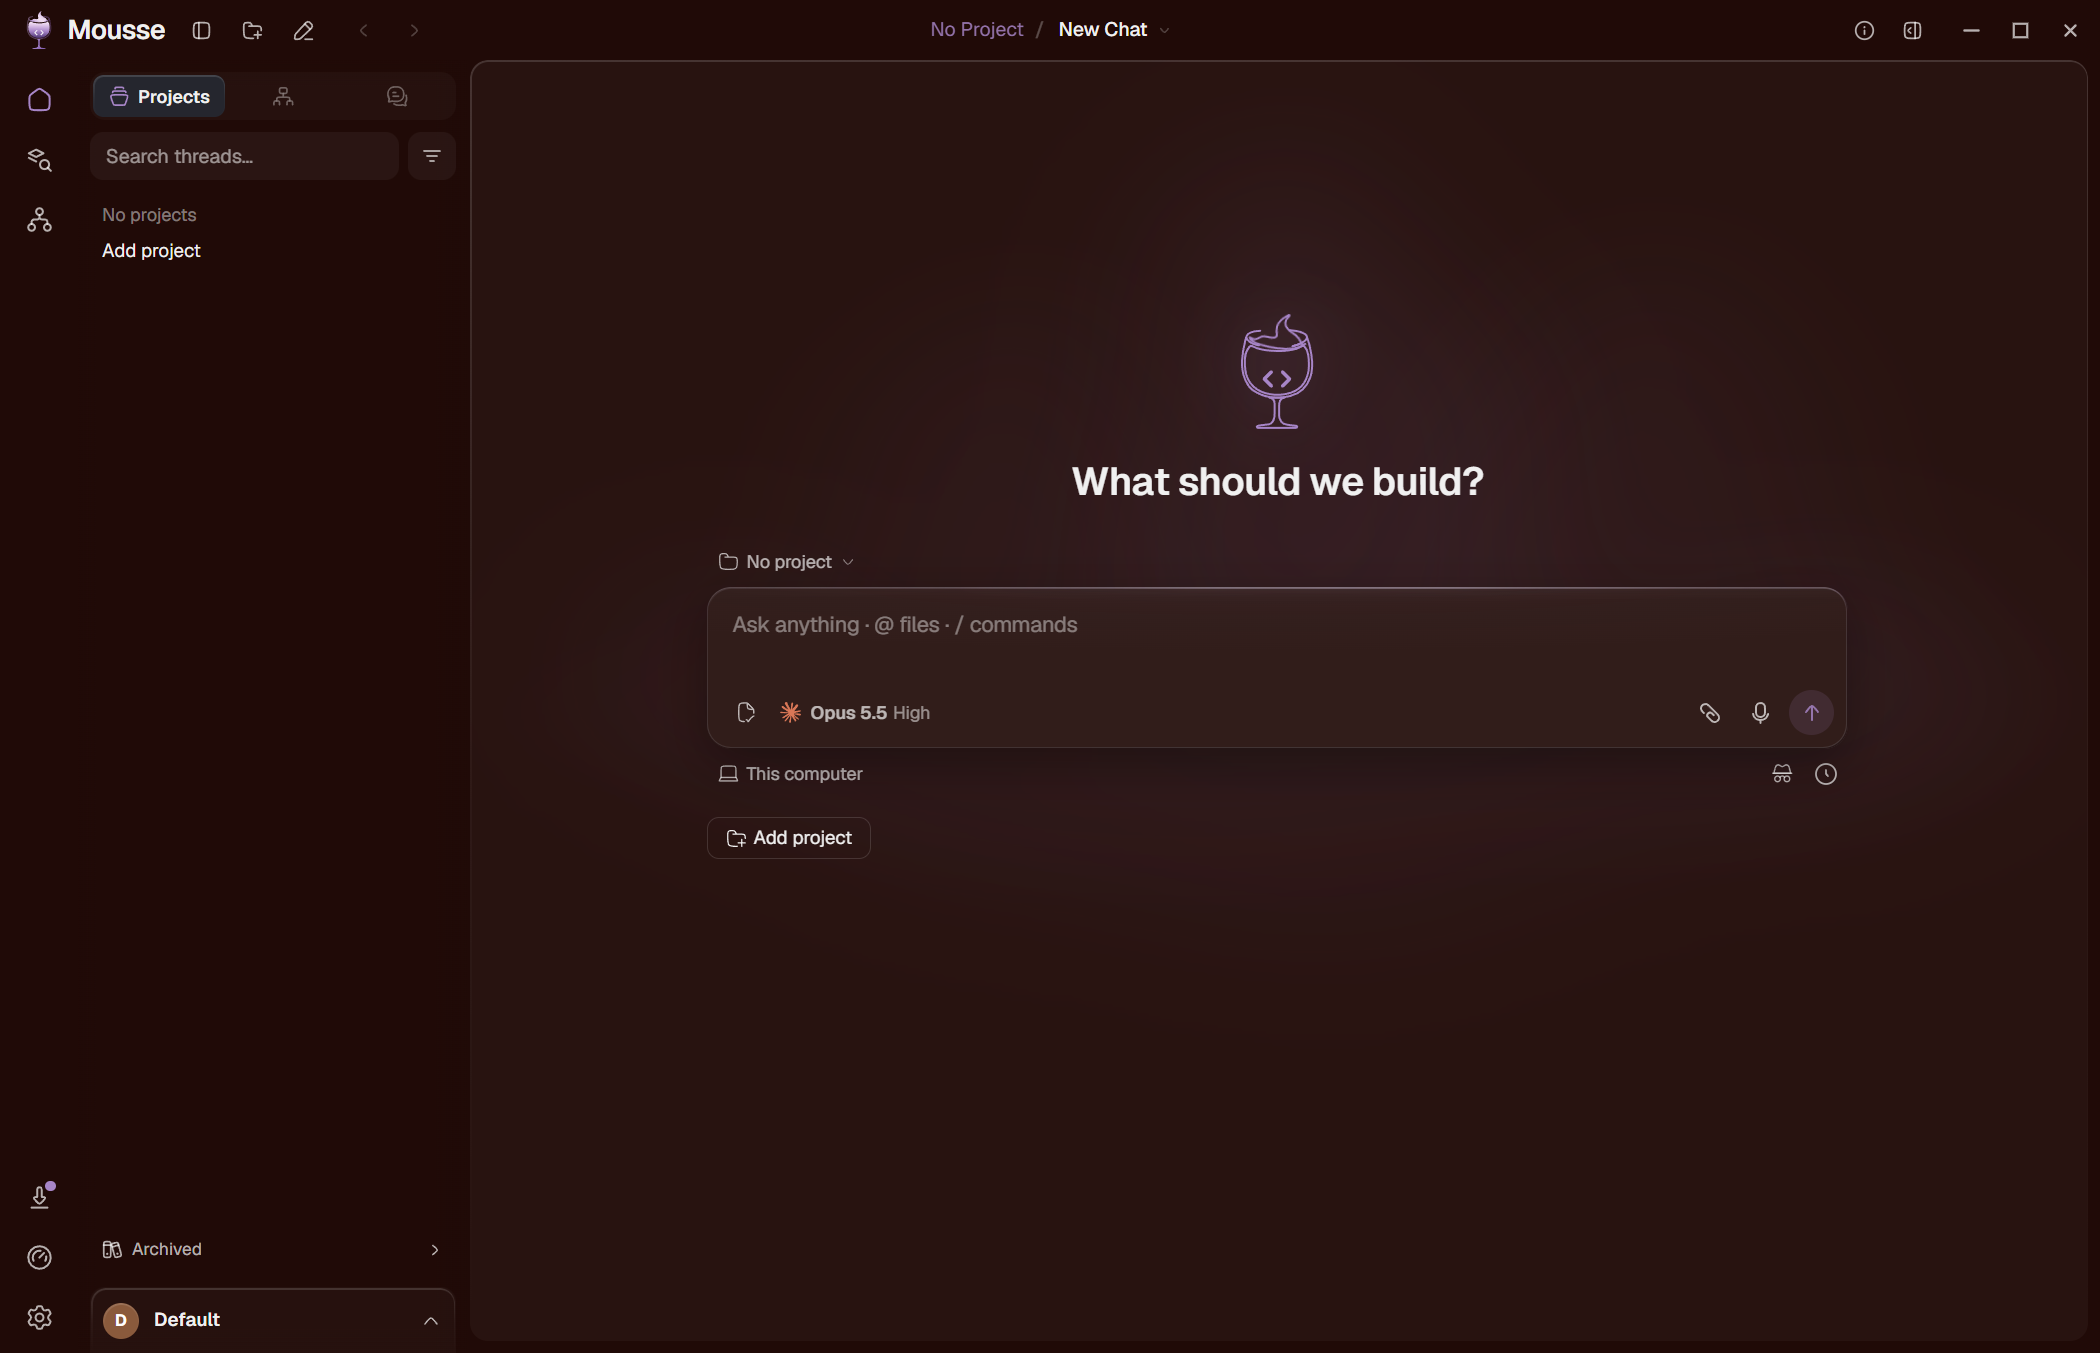 Mousse
No Project / New Chat
Projects
Search threads...
No projects
Add project
What should we build?
No project
Ask anything · @ files · / commands
Opus 5.5 High
This computer
Add project
Archived
D Default